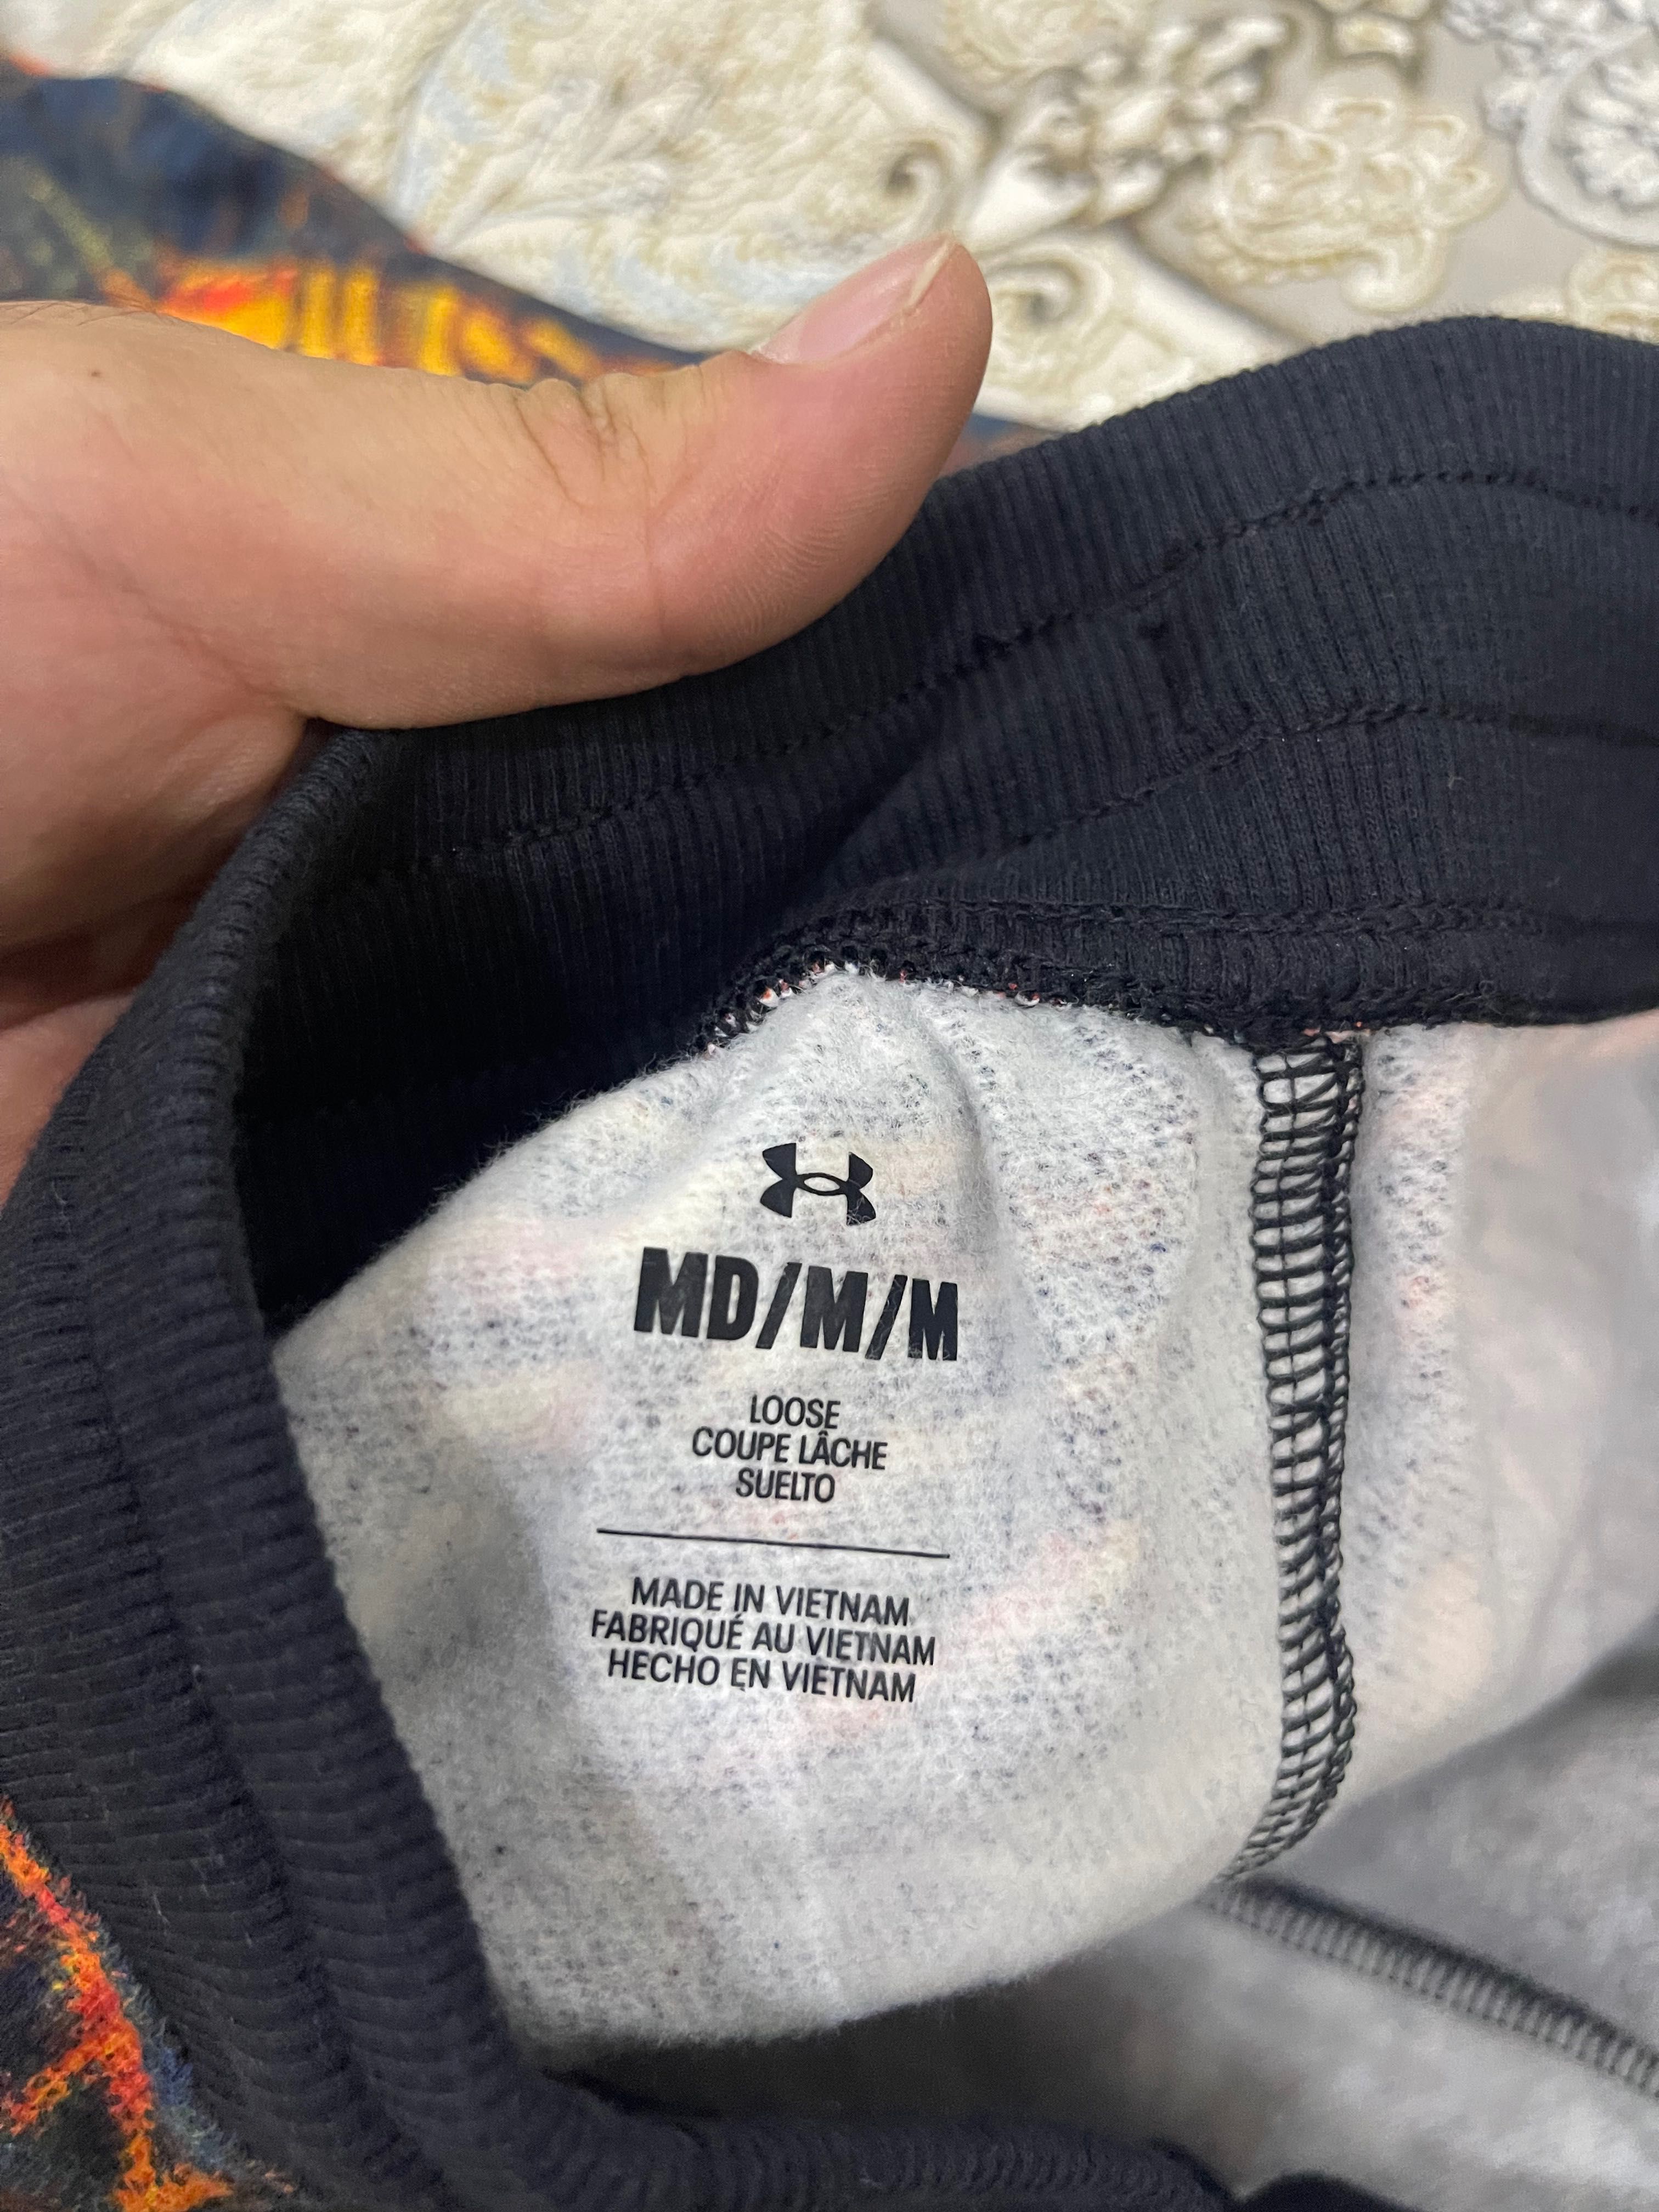 MD/M/M
LOOSE
COUPE LÂCHE
SUELTO
MADE IN VIETNAM
FABRIQUÉ AU VIETNAM
HECHO EN VIETNAM